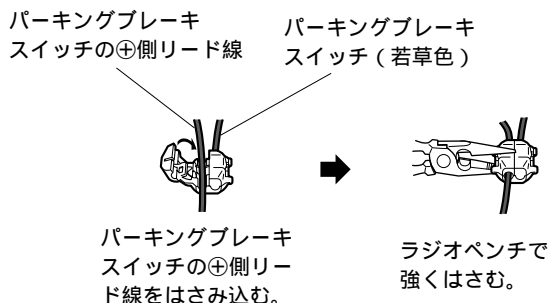 パーキングブレーキ
スイッチの⊕側リード線
パーキングブレーキ
スイッチ（若草色）
パーキングブレーキ
スイッチの⊕側リー
ド線をはさみ込む。
ラジオペンチで
強くはさむ。